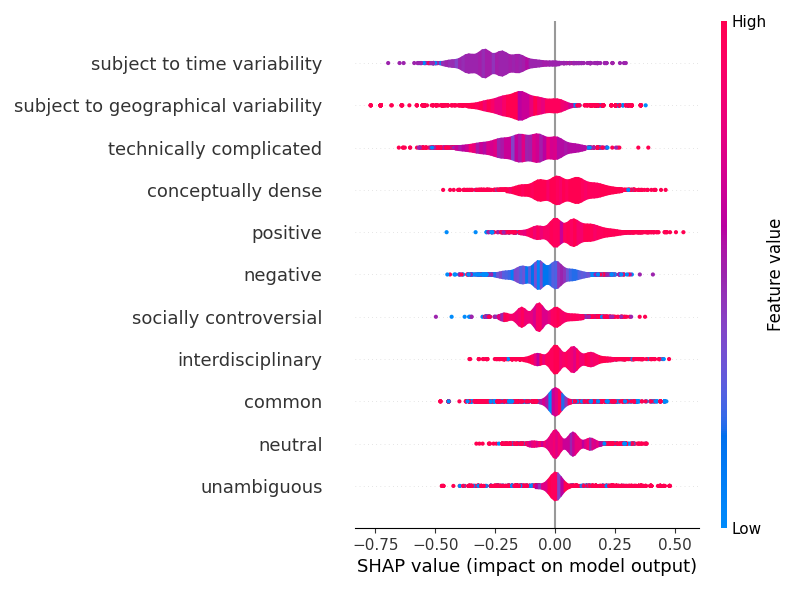 High
subject to time variability
subject to geographical variability
technically complicated
conceptually dense
positive
negative
socially controversial
interdisciplinary
common
neutral
unambiguous
Feature value
Low
−0.75 −0.50 −0.25 0.00 0.25 0.50
SHAP value (impact on model output)